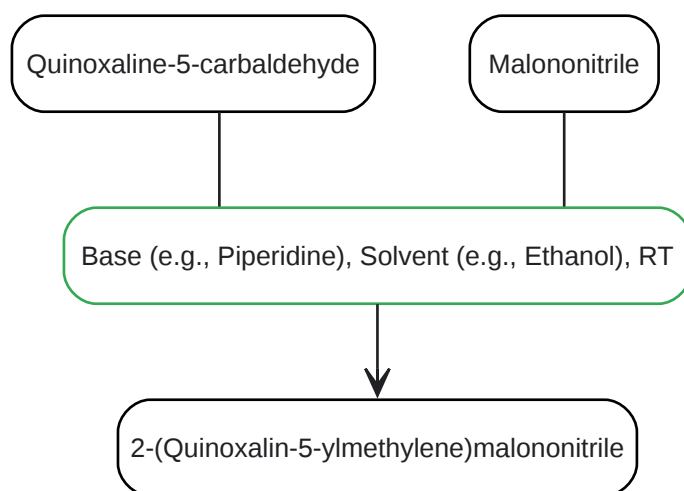 Quinoxaline-5-carbaldehyde
Malononitrile
Base (e.g., Piperidine), Solvent (e.g., Ethanol), RT
2-(Quinoxalin-5-ylmethylene)malononitrile